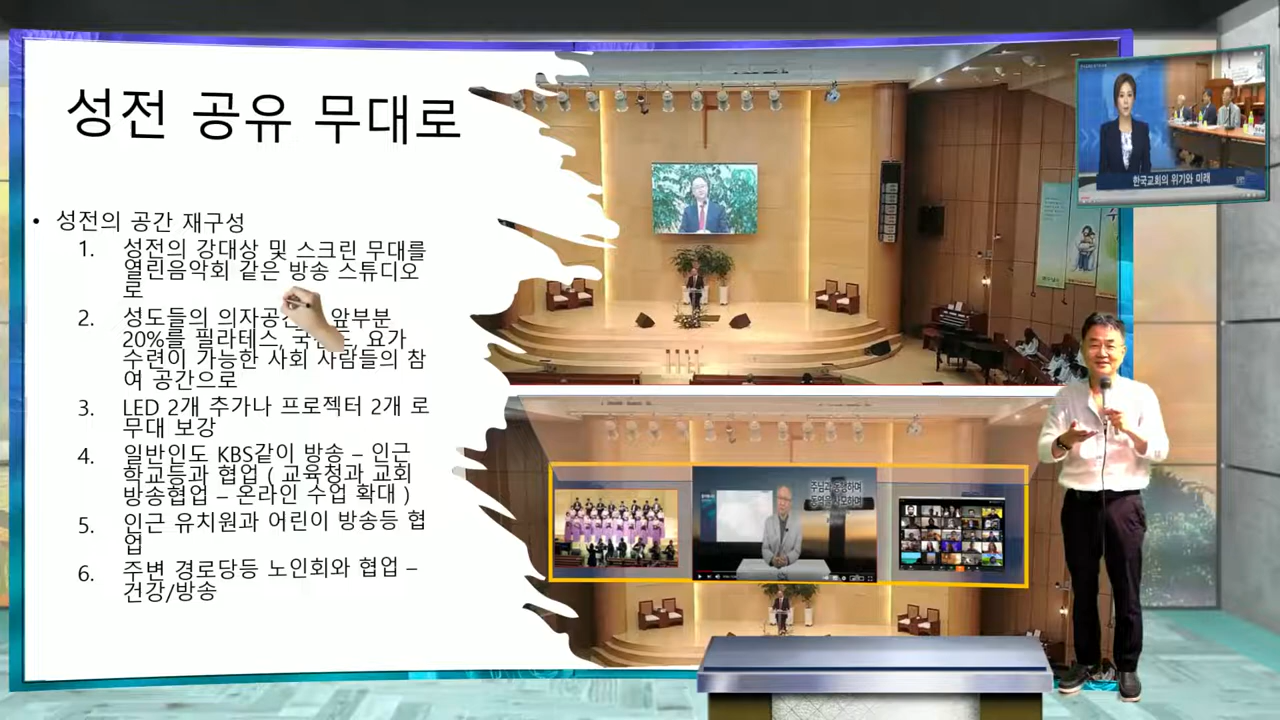 성전 공유 무대로
• 성전의 공간 재구성
1. 성전의 강대상 및 스크린 무대를
열린음악회 같은 방송 스튜디오
로
2. 성도들의 의자공간 앞부분
20%를 필라테스 요가
수련이 가능한 사회 사람들의 참
여 공간으로
3. LED 2개 추가나 프로젝터 2개 로
무대 보강
4. 일반인도 KBS같이 방송 – 인근
학교등과 협업 ( 교육청과 교회
방송협업 – 온라인 수업 확대 )
5. 인근 유치원과 어린이 방송등 협
업
6. 주변 경로당등 노인회와 협업 –
건강/방송
한국교회의 위기와 미래